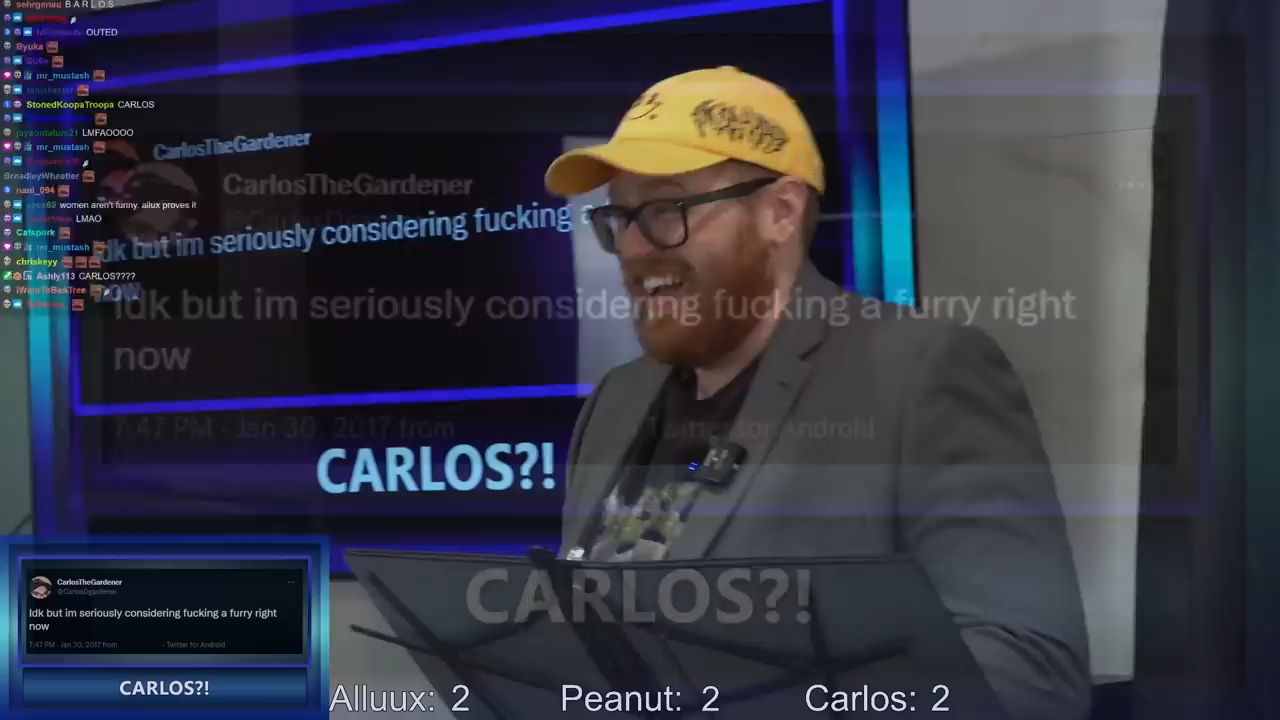 sehrgenau BARLOS
OUTED
Byuka
mr_mustash
StonedKoopaTroopa CARLOS
jaysontatum21 LMFAOOOO
mr_mustash
BreadleyWheatler
nani_094
women aren't funny. allux proves it
LMAO
Catspork
mr_mustash
chriskeyy
Ashly113 CARLOS????
iWantToBeATree
CarlosTheGardener
Idk but im seriously considering fucking a
now
CARLOS?!
CarlosTheGardener
Idk but im seriously considering fucking a furry right
now
7:47 PM · Jan 30, 2017 from Twitter for Android
CARLOS?!
CarlosTheGardener
@CarlosDgardener
Idk but im seriously considering fucking a furry right
now
7:47 PM · Jan 30, 2017 from · Twitter for Android
CARLOS?!
Alluux: 2 Peanut: 2 Carlos: 2